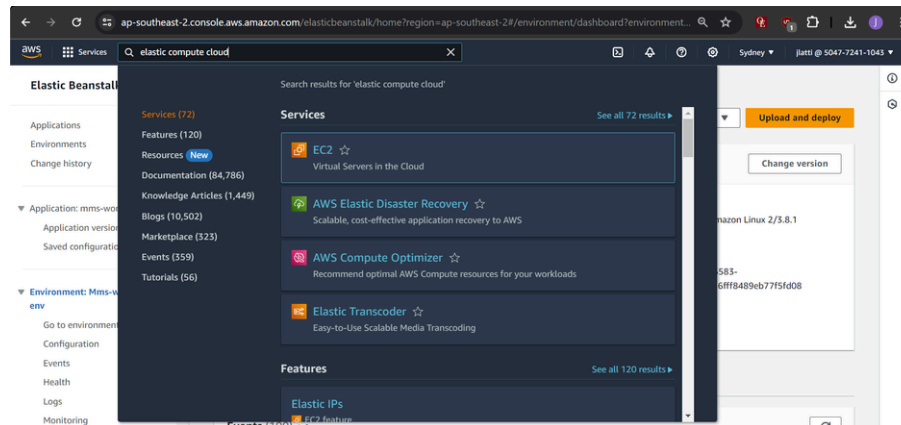 ap-southeast-2.console.aws.amazon.com/elasticbeanstalk/home?region=ap-southeast-2#/environment/dashboard?environment...
J
aws
Services
elastic compute cloud
Sydney
jlatti @ 5047-7241-1043
Elastic Beanstal
Applications
Environments
Change history
Application: mms-wor
Application version
Saved configuratio
Environment: Mms-w
env
Go to environment
Configuration
Events
Health
Logs
Monitoring
Search results for 'elastic compute cloud'
Services (72)
Features (120)
Resources New
Documentation (84,786)
Knowledge Articles (1,449)
Blogs (10,502)
Marketplace (323)
Events (359)
Tutorials (56)
Services
See all 72 results
EC2
Virtual Servers in the Cloud
AWS Elastic Disaster Recovery
Scalable, cost-effective application recovery to AWS
AWS Compute Optimizer
Recommend optimal AWS Compute resources for your workloads
Elastic Transcoder
Easy-to-Use Scalable Media Transcoding
Features
See all 120 results
Elastic IPs
EC2 feature
Upload and deploy
Change version
mazon Linux 2/3.8.1
6fff8489eb77f5fd08